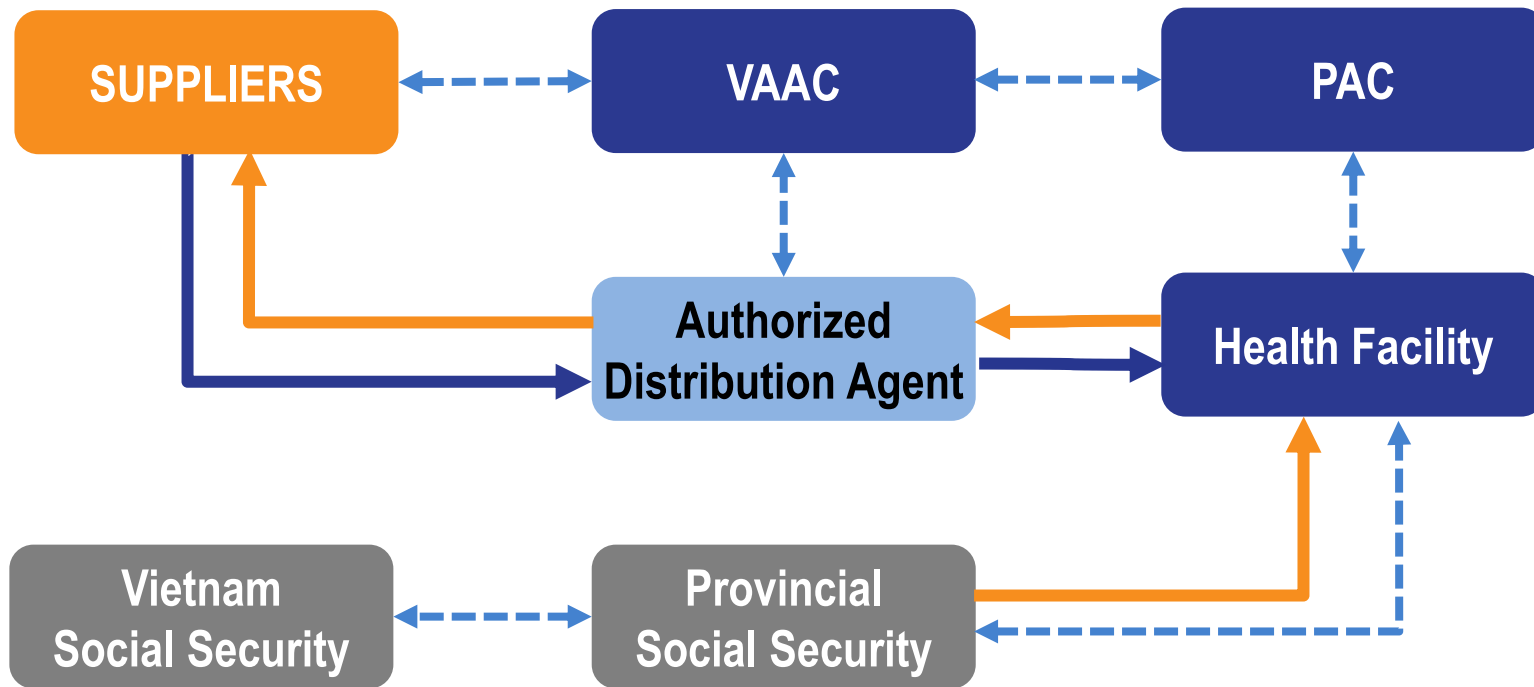 SUPPLIERS
VAAC
PAC
Authorized
Distribution Agent
Health Facility
Vietnam
Social Security
Provincial
Social Security